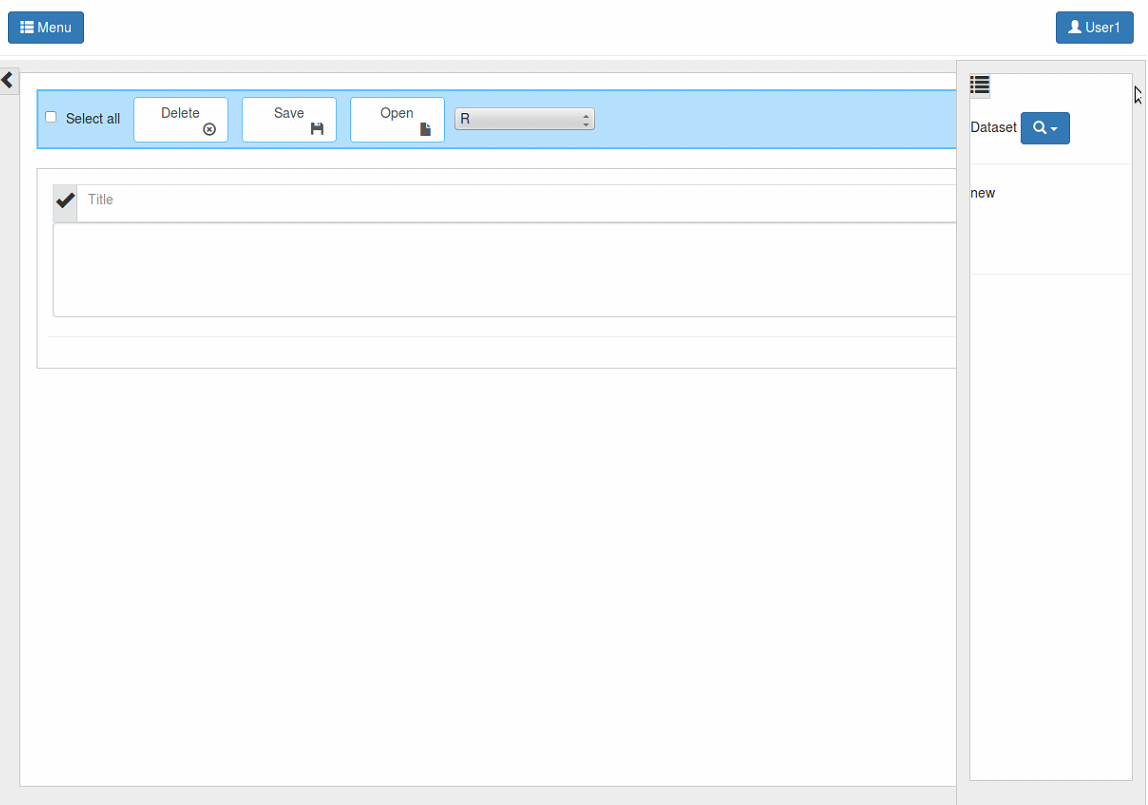 Menu
User1
Select all
Delete
Save
Open
R
Dataset
Title
new